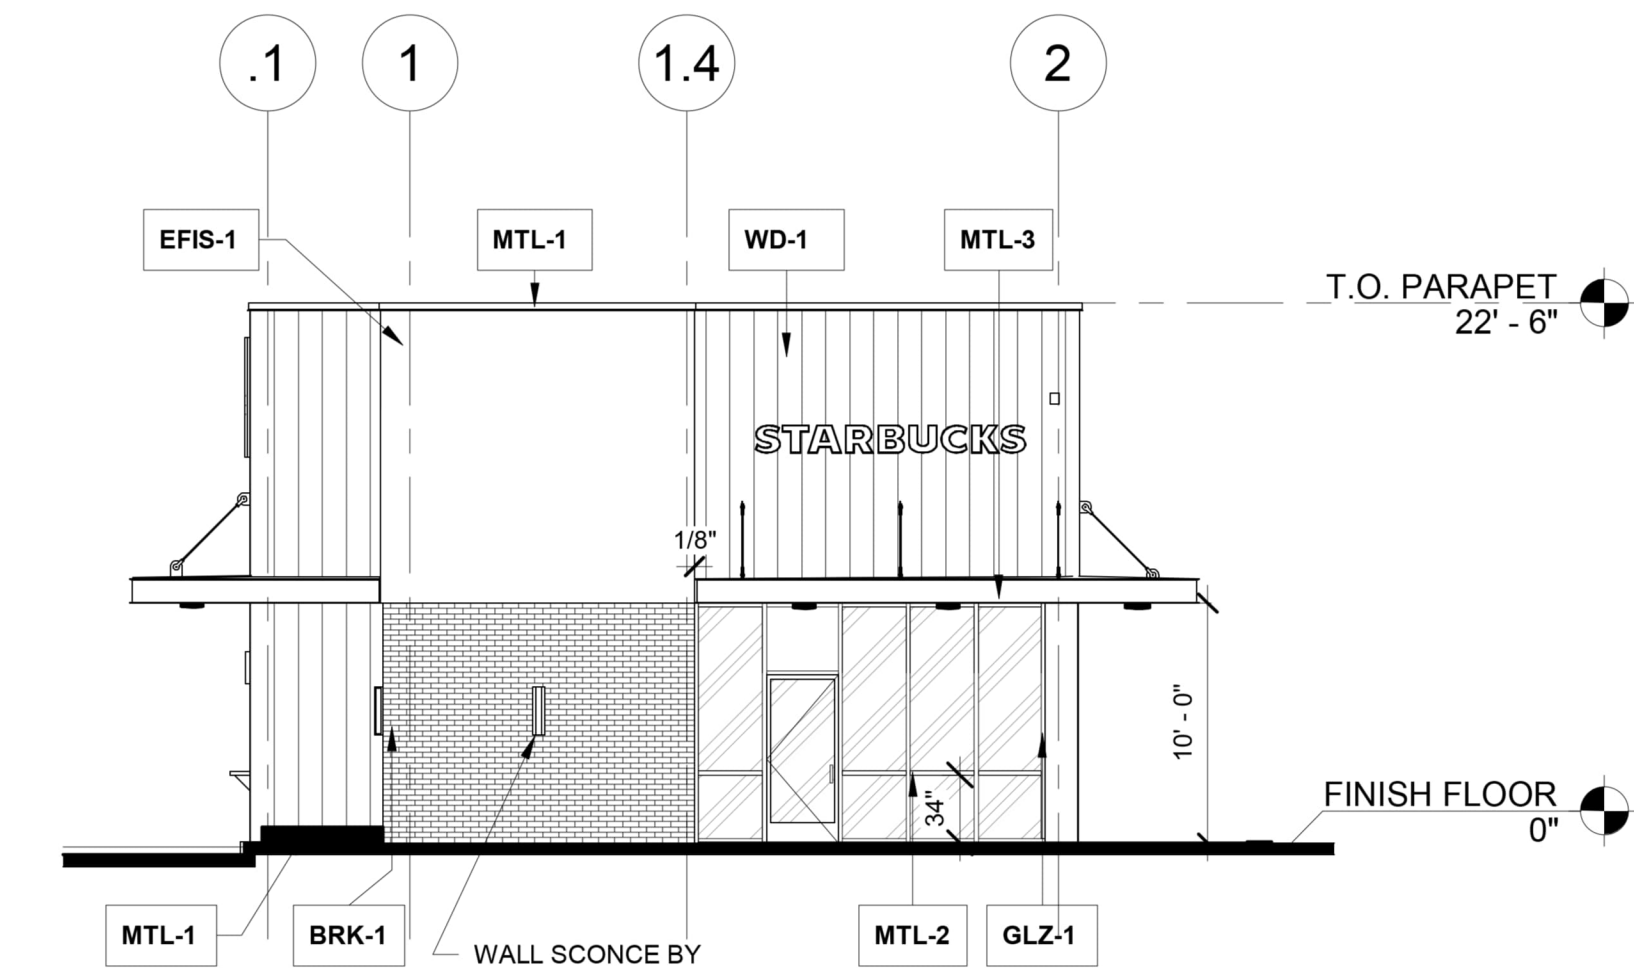 .1
1
1.4
2
EFIS-1
MTL-1
WD-1
MTL-3
T.O. PARAPET
22' - 6"
STARBUCKS
1/8"
10' - 0"
34"
FINISH FLOOR
0"
MTL-1
BRK-1
WALL SCONCE BY
MTL-2
GLZ-1